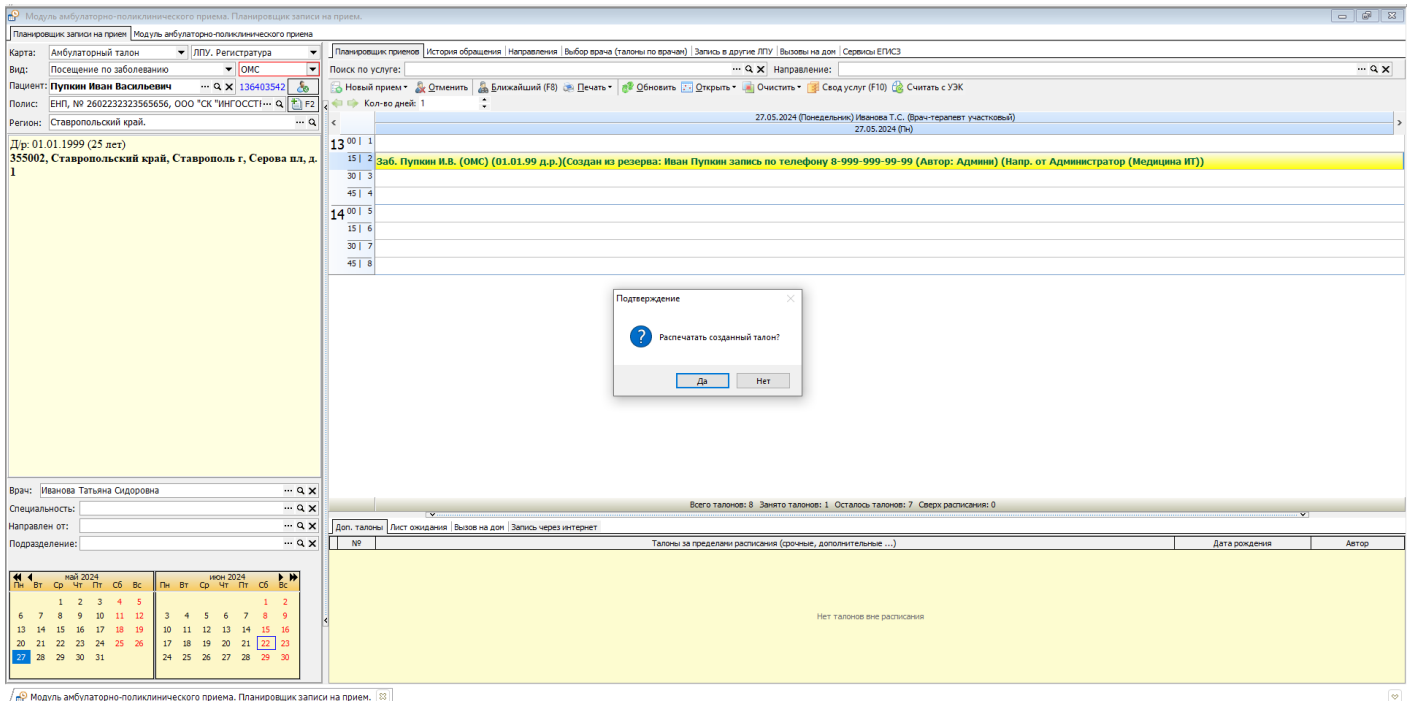 Модуль амбулаторно-поликлинического приема. Планировщик записи на прием.
Планировщик записи на прием Модуль амбулаторно-поликлинического приема
Карта: Амбулаторный талон ЛПУ. Регистратура
Вид: Посещение по заболеванию ОМС
Пациент: Пупкин Иван Васильевич ... 136403542
Полис: ЕНП, № 2602232323565656, ООО "СК "ИНГОССТI ... F2
Регион: Ставропольский край. ...
Д/р: 01.01.1999 (25 лет)
355002, Ставропольский край, Ставрополь г, Серова пл, д.
1
Планировщик приемов История обращения Направления Выбор врача (талоны по врачам) Запись в другие ЛПУ Вызовы на дом Сервисы ЕГИСЗ
Поиск по услуге: ... Направление: ...
Новый прием Отменить Ближайший (F8) Печать Обновить Открыть Очистить Свод услуг (F10) Считать с УЭК
Кол-во дней: 1
27.05.2024 (Понедельник) Иванова Т.С. (Врач-терапевт участковый)
27.05.2024 (Пн)
13 00 | 1
15 | 2 Заб. Пупкин И.В. (ОМС) (01.01.99 д.р.)(Создан из резерва: Иван Пупкин запись по телефону 8-999-999-99-99 (Автор: Админи) (Напр. от Администратор (Медицина ИТ))
30 | 3
45 | 4
14 00 | 5
15 | 6
30 | 7
45 | 8
Подтверждение
Распечатать созданный талон?
Да Нет
Всего талонов: 8 Занято талонов: 1 Осталось талонов: 7 Сверх расписания: 0
Врач: Иванова Татьяна Сидоровна ...
Специальность: ...
Направлен от: ...
Подразделение: ...
май 2024
Пн Вт Ср Чт Пт Сб Вс
1 2 3 4 5
6 7 8 9 10 11 12
13 14 15 16 17 18 19
20 21 22 23 24 25 26
27 28 29 30 31
июн 2024
Пн Вт Ср Чт Пт Сб Вс
1 2
3 4 5 6 7 8 9
10 11 12 13 14 15 16
17 18 19 20 21 22 23
24 25 26 27 28 29 30
Доп. талоны Лист ожидания Вызов на дом Запись через интернет
№ Талоны за пределами расписания (срочные, дополнительные ...) Дата рождения Автор
Нет талонов вне расписания
Модуль амбулаторно-поликлинического приема. Планировщик записи на прием.